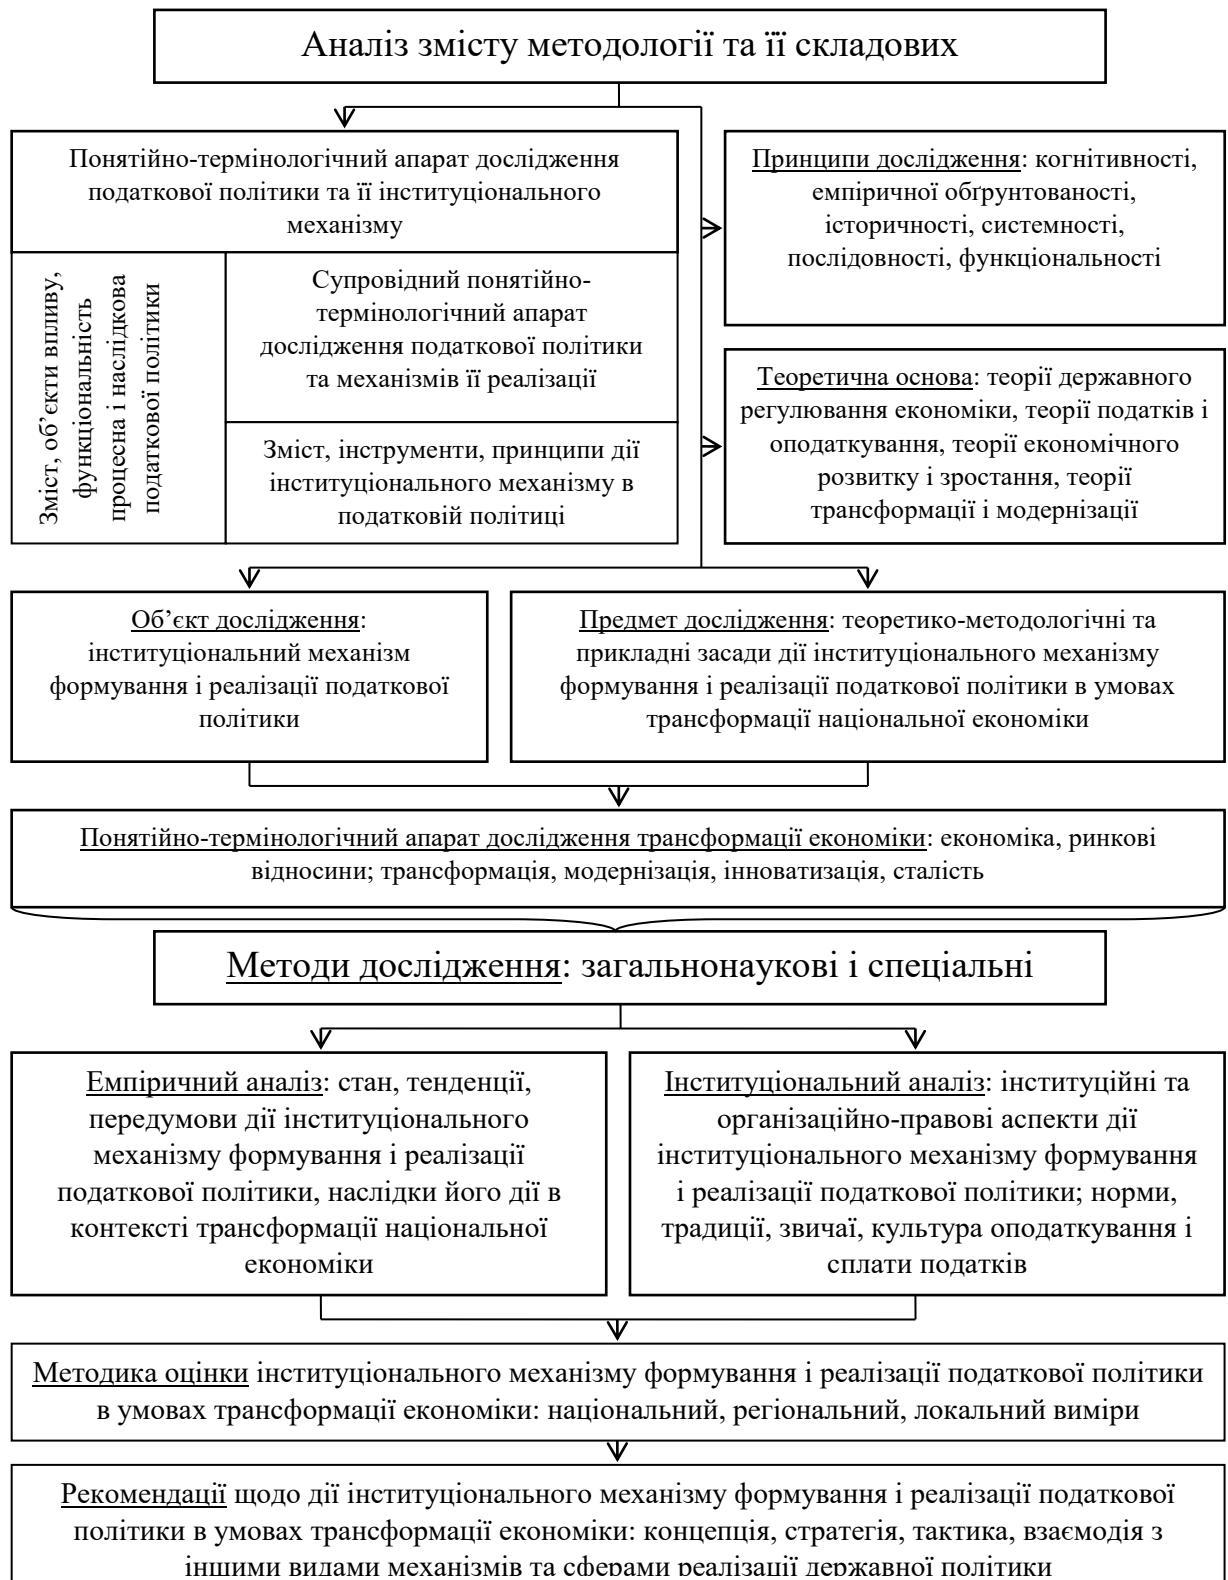 Аналіз змісту методології та її складових
Понятійно-термінологічний апарат дослідження
податкової політики та її інституціонального
механізму
Зміст, об’єкти впливу,
функціональність
процесна і наслідкова
податкової політики
Супровідний понятійно-
термінологічний апарат
дослідження податкової політики
та механізмів її реалізації
Зміст, інструменти, принципи дії
інституціонального механізму в
податковій політиці
Принципи дослідження: когнітивності,
емпіричної обґрунтованості,
історичності, системності,
послідовності, функціональності
Теоретична основа: теорії державного
регулювання економіки, теорії податків і
оподаткування, теорії економічного
розвитку і зростання, теорії
трансформації і модернізації
Об’єкт дослідження:
інституціональний механізм
формування і реалізації податкової
політики
Предмет дослідження: теоретико-методологічні та
прикладні засади дії інституціонального механізму
формування і реалізації податкової політики в умовах
трансформації національної економіки
Понятійно-термінологічний апарат дослідження трансформації економіки: економіка, ринкові
відносини; трансформація, модернізація, інноватизація, сталість
Методи дослідження: загальнонаукові і спеціальні
Емпіричний аналіз: стан, тенденції,
передумови дії інституціонального
механізму формування і реалізації
податкової політики, наслідки його дії в
контексті трансформації національної
економіки
Інституціональний аналіз: інституційні та
організаційно-правові аспекти дії
інституціонального механізму формування
і реалізації податкової політики; норми,
традиції, звичаї, культура оподаткування і
сплати податків
Методика оцінки інституціонального механізму формування і реалізації податкової політики
в умовах трансформації економіки: національний, регіональний, локальний виміри
Рекомендації щодо дії інституціонального механізму формування і реалізації податкової
політики в умовах трансформації економіки: концепція, стратегія, тактика, взаємодія з
іншими видами механізмів та сферами реалізації державної політики